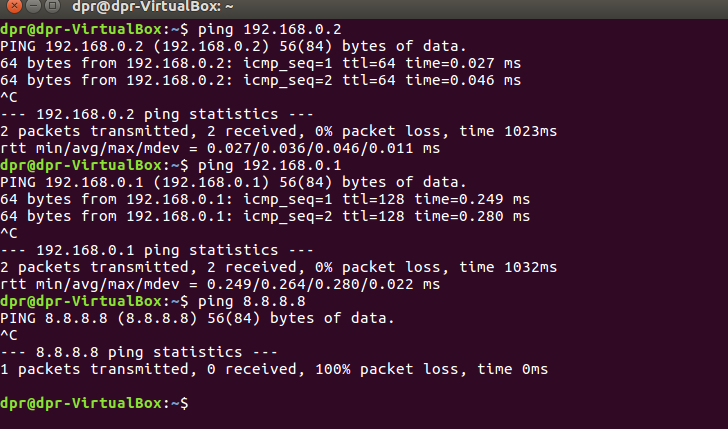 dpr@dpr-VirtualBox: ~
dpr@dpr-VirtualBox:~$ ping 192.168.0.2
PING 192.168.0.2 (192.168.0.2) 56(84) bytes of data.
64 bytes from 192.168.0.2: icmp_seq=1 ttl=64 time=0.027 ms
64 bytes from 192.168.0.2: icmp_seq=2 ttl=64 time=0.046 ms
^C
--- 192.168.0.2 ping statistics ---
2 packets transmitted, 2 received, 0% packet loss, time 1023ms
rtt min/avg/max/mdev = 0.027/0.036/0.046/0.011 ms
dpr@dpr-VirtualBox:~$ ping 192.168.0.1
PING 192.168.0.1 (192.168.0.1) 56(84) bytes of data.
64 bytes from 192.168.0.1: icmp_seq=1 ttl=128 time=0.249 ms
64 bytes from 192.168.0.1: icmp_seq=2 ttl=128 time=0.280 ms
^C
--- 192.168.0.1 ping statistics ---
2 packets transmitted, 2 received, 0% packet loss, time 1032ms
rtt min/avg/max/mdev = 0.249/0.264/0.280/0.022 ms
dpr@dpr-VirtualBox:~$ ping 8.8.8.8
PING 8.8.8.8 (8.8.8.8) 56(84) bytes of data.
^C
--- 8.8.8.8 ping statistics ---
1 packets transmitted, 0 received, 100% packet loss, time 0ms
dpr@dpr-VirtualBox:~$